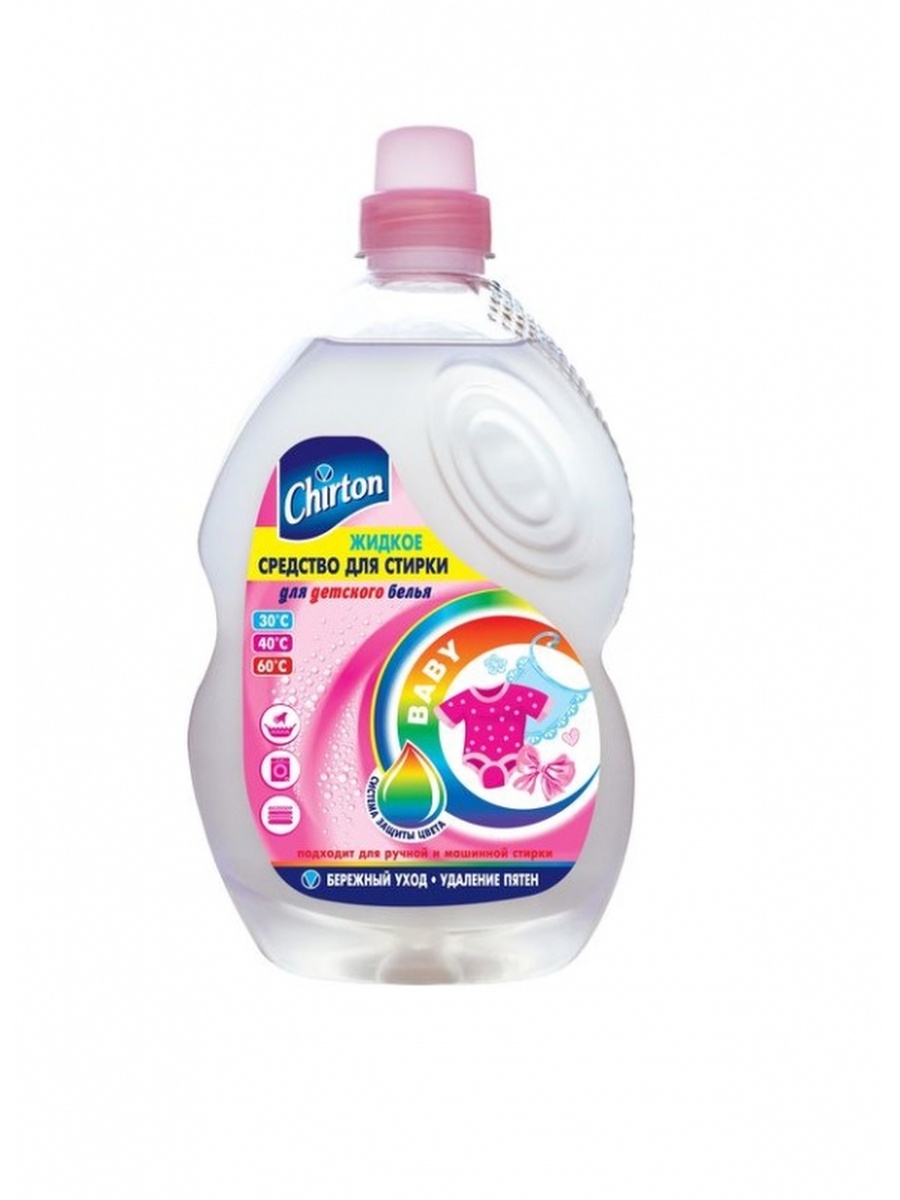 Chirton
ЖИДКОЕ
СРЕДСТВО ДЛЯ СТИРКИ
для детского белья
30°C
40°C
60°C
BABY
СИСТЕМА ЗАЩИТЫ ЦВЕТА
подходит для ручной и машинной стирки
БЕРЕЖНЫЙ УХОД • УДАЛЕНИЕ ПЯТЕН